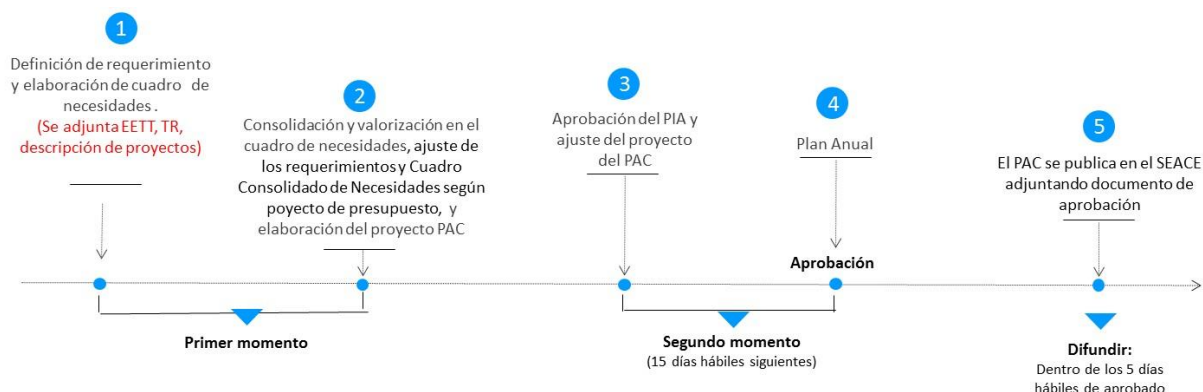 1
Definición de requerimiento
y elaboración de cuadro de
necesidades .
(Se adjunta EETT, TR,
descripción de proyectos)
2
Consolidación y valorización en el
cuadro de necesidades, ajuste de
los requerimientos y Cuadro
Consolidado de Necesidades según
poyecto de presupuesto, y
elaboración del proyecto PAC
3
Aprobación del PIA y
ajuste del proyecto
del PAC
4
Plan Anual
Aprobación
5
El PAC se publica en el SEACE
adjuntando documento de
aprobación
Primer momento
Segundo momento
(15 días hábiles siguientes)
Difundir:
Dentro de los 5 días
hábiles de aprobado